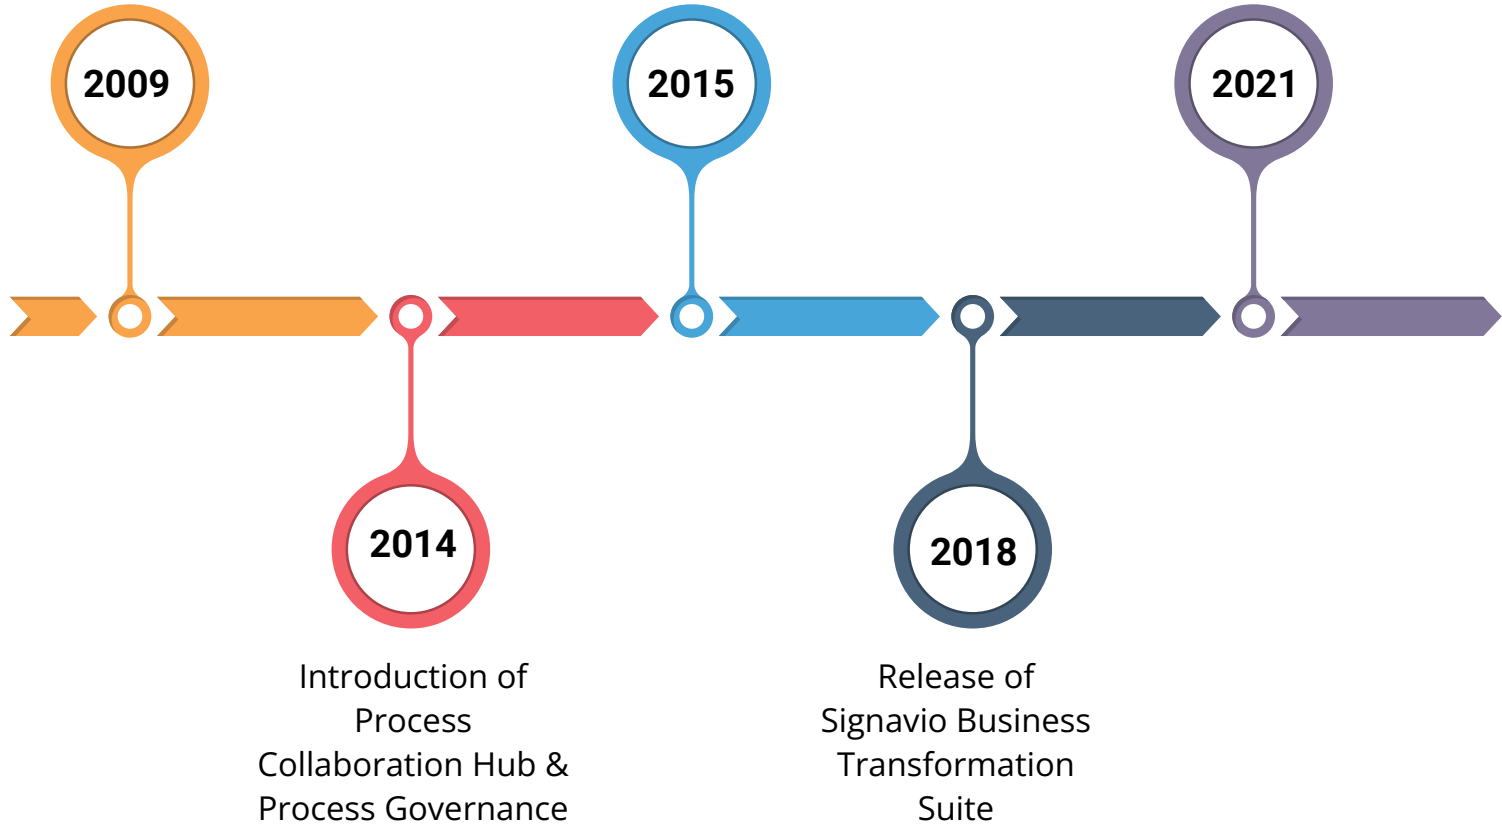 2009
2015
2021
2014
2018
Introduction of
Process
Collaboration Hub &
Process Governance
Release of
Signavio Business
Transformation
Suite